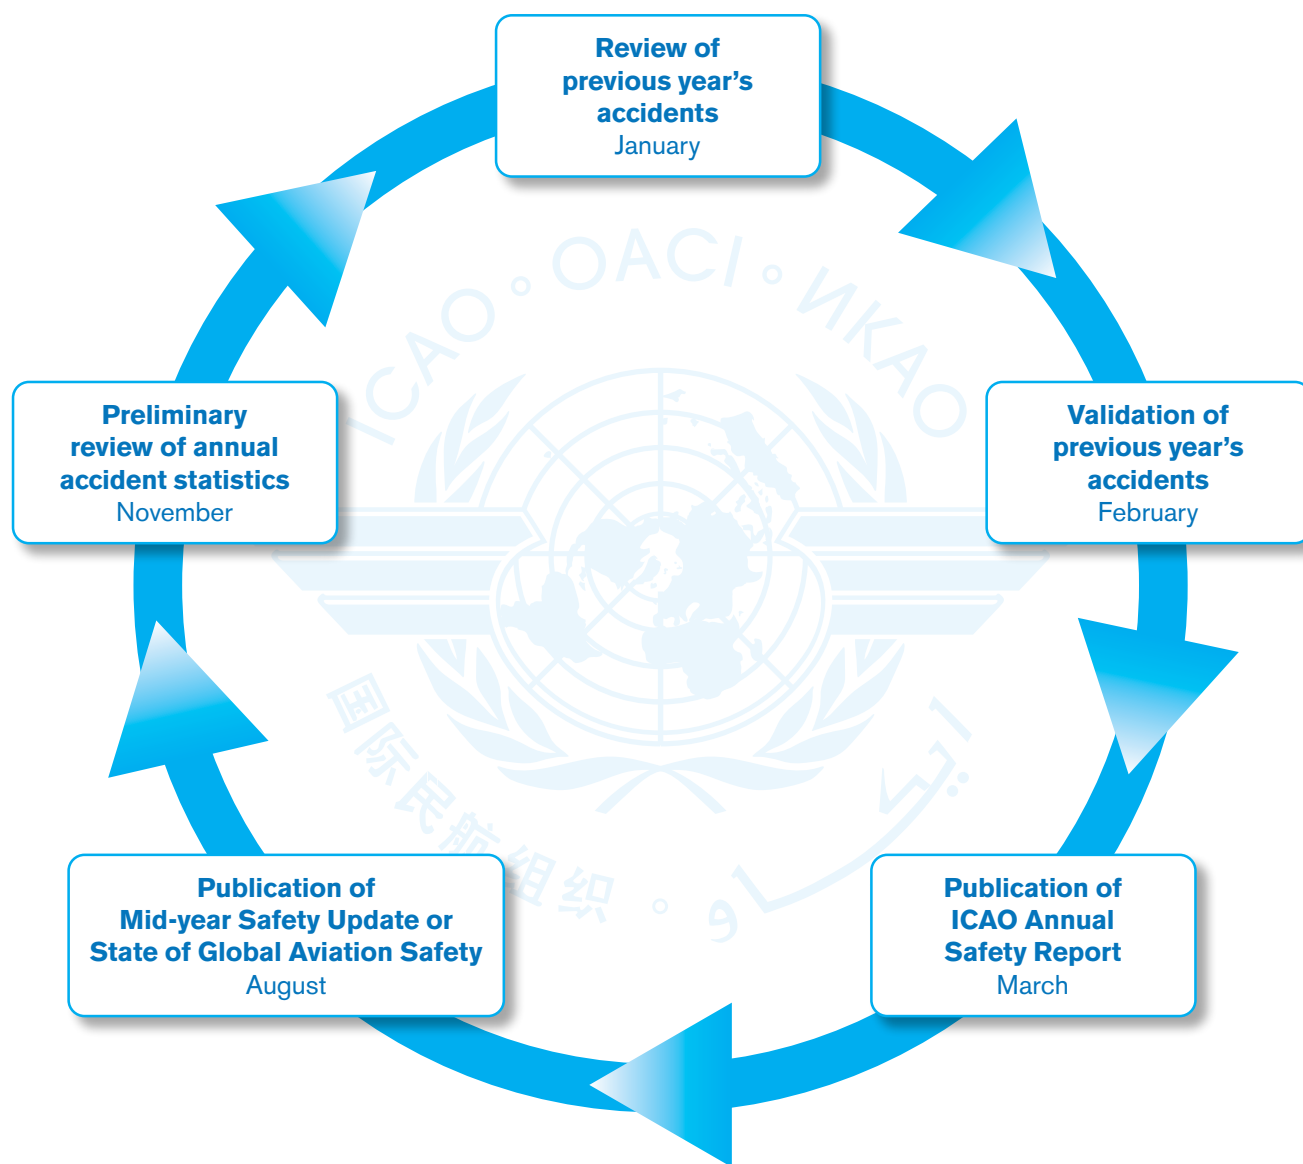 Review of
previous year’s
accidents
January
Validation of
previous year’s
accidents
February
Publication of
ICAO Annual
Safety Report
March
Publication of
Mid-year Safety Update or
State of Global Aviation Safety
August
Preliminary
review of annual
accident statistics
November
ICAO ◦ OACI ◦ ИКАО
国际民航组织 ◦ ايكاو